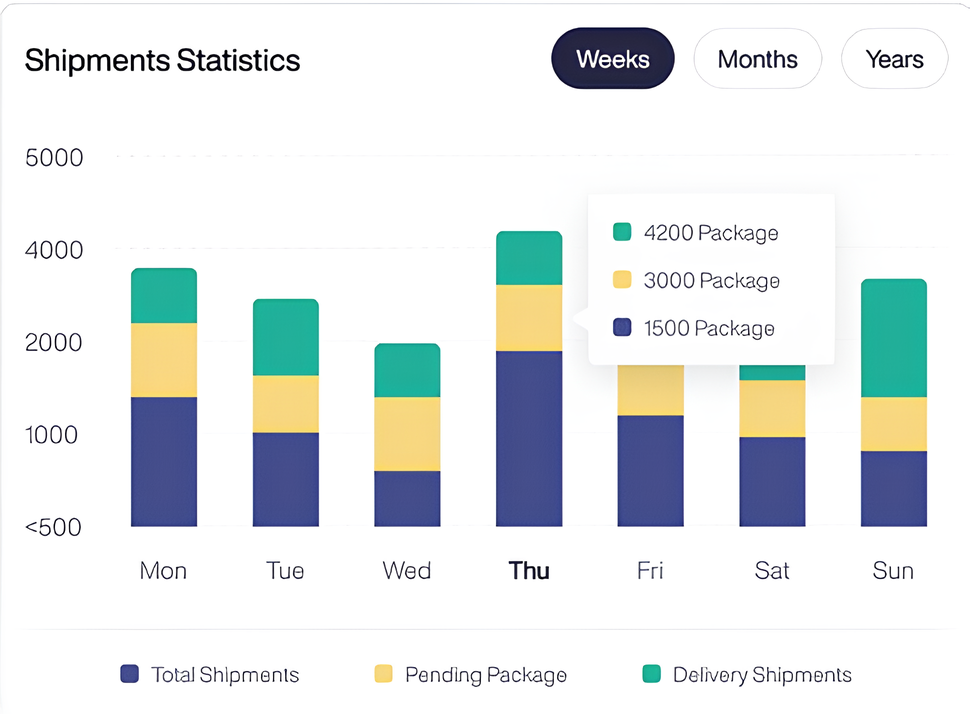 Shipments Statistics
Weeks Months Years
5000
4000
2000
1000
<500
4200 Package
3000 Package
1500 Package
Mon Tue Wed Thu Fri Sat Sun
Total Shipments Pending Package Delivery Shipments